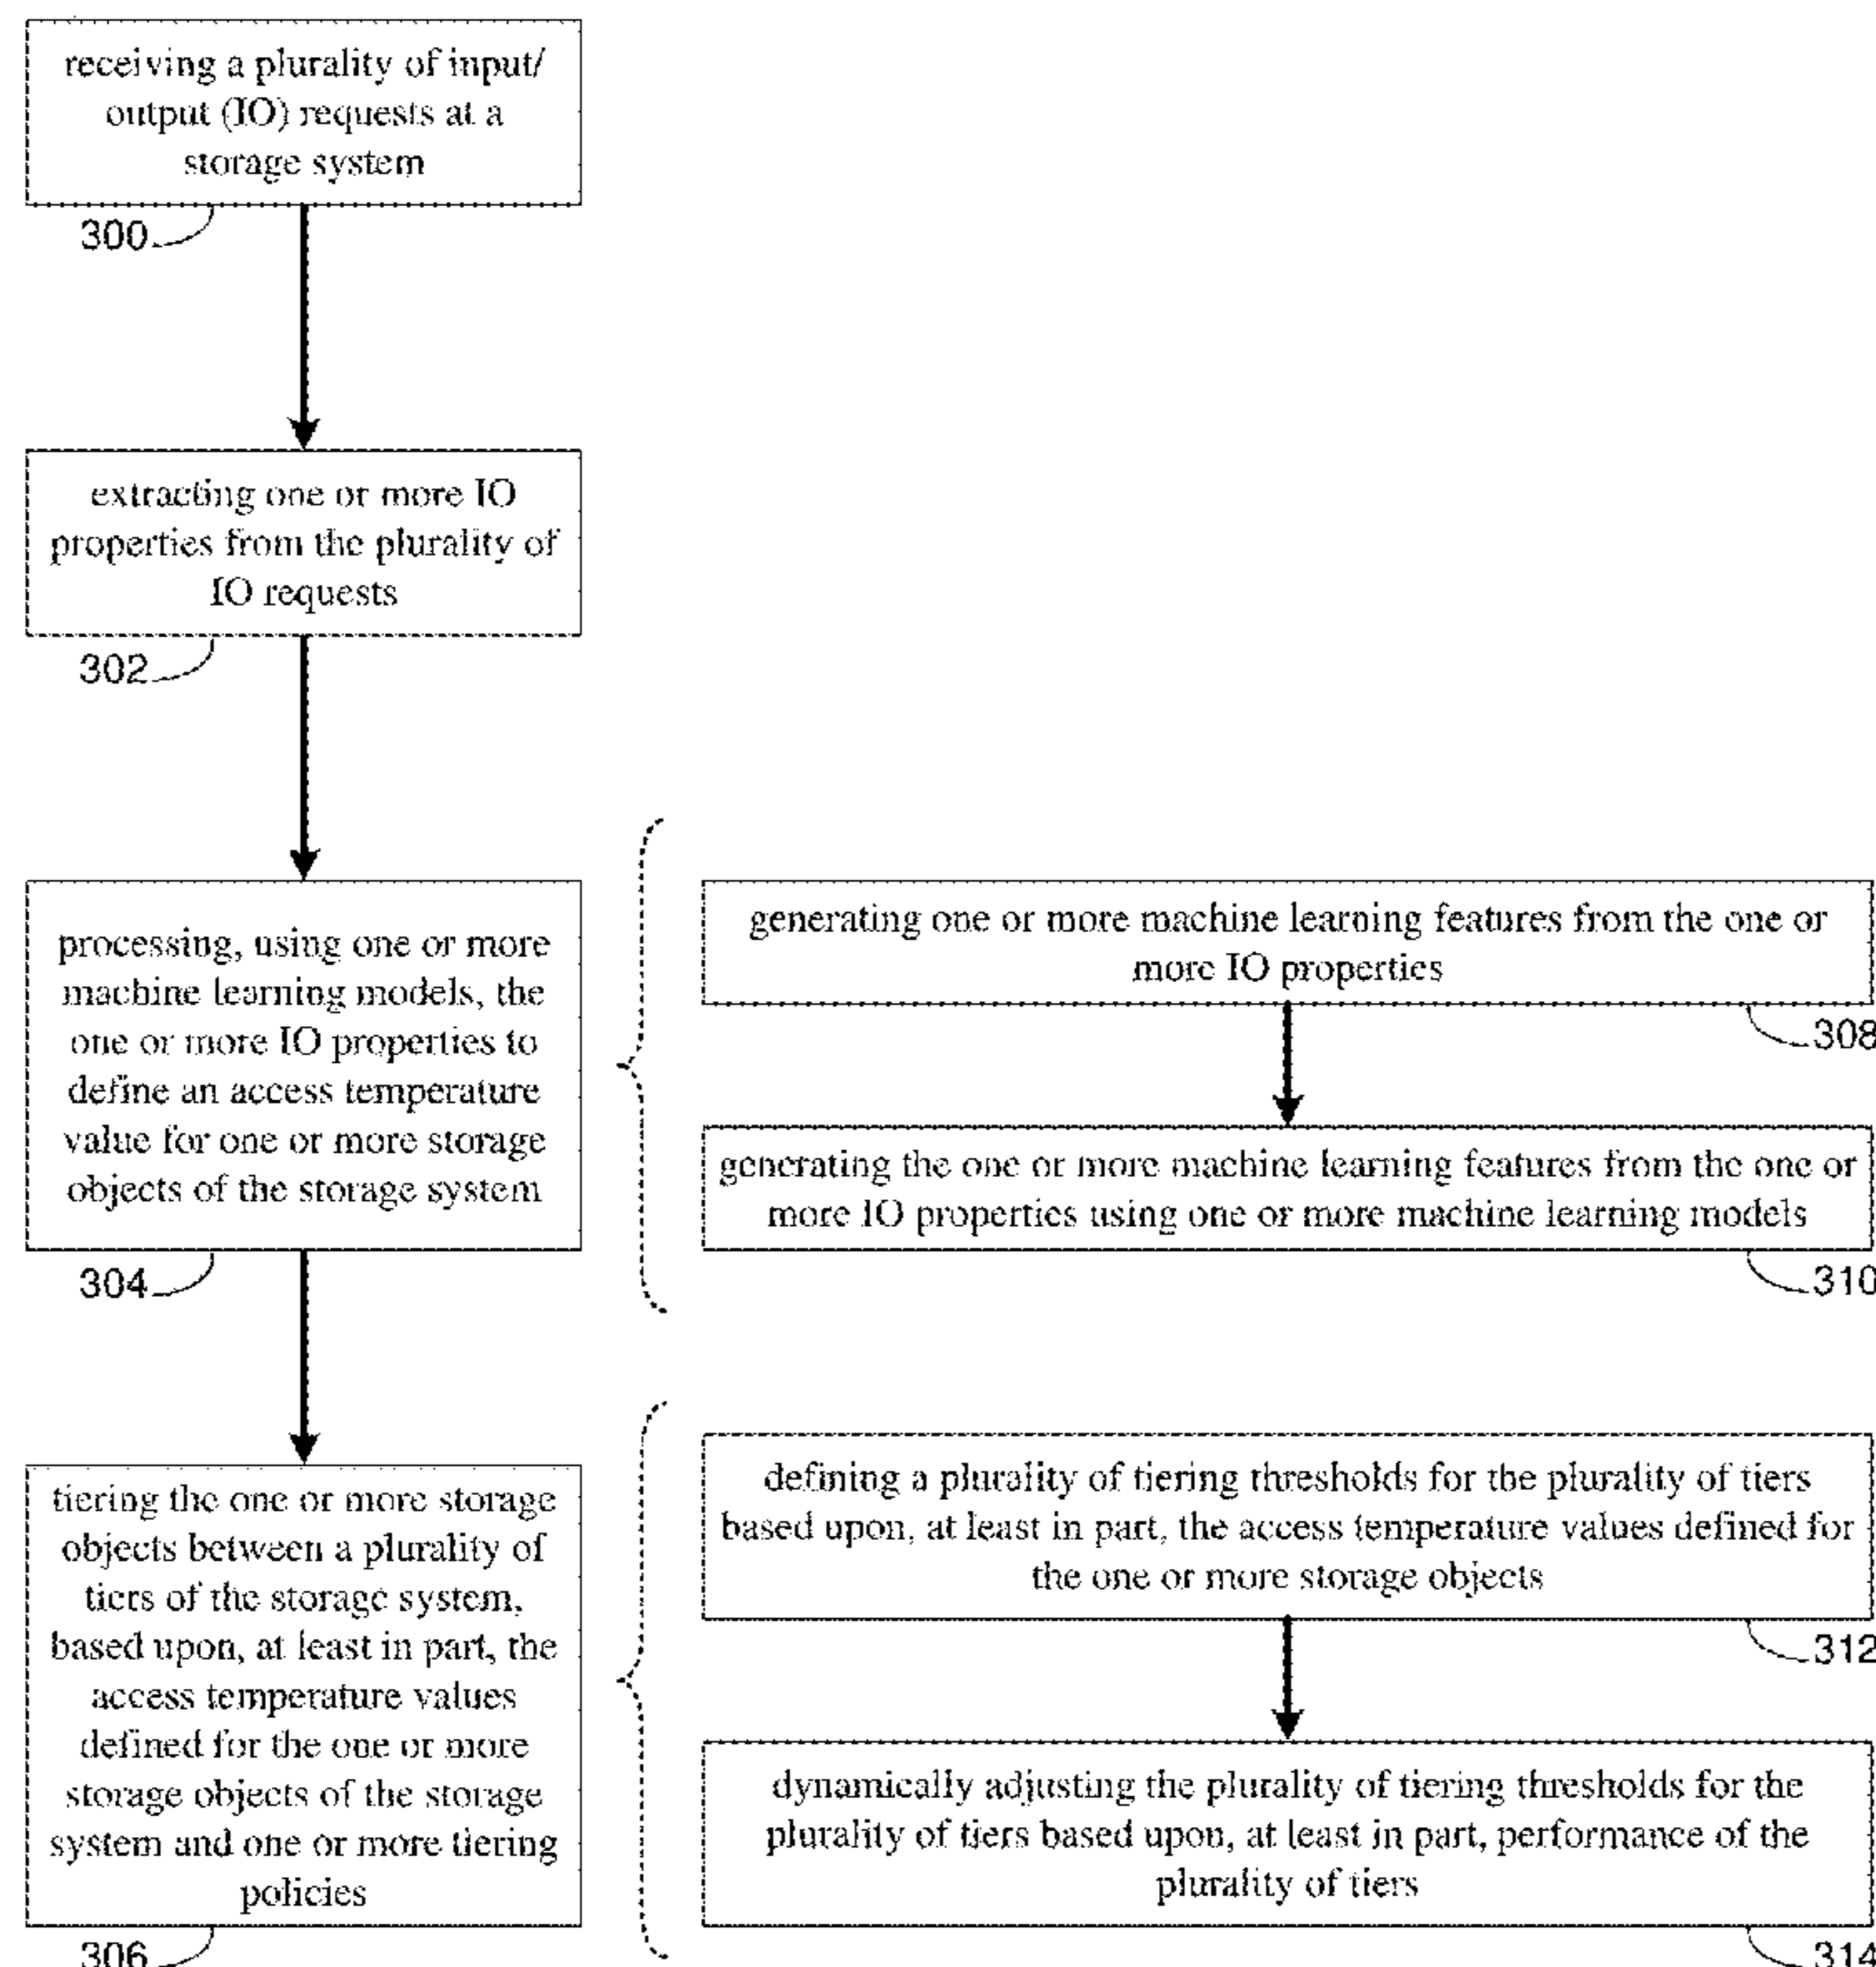 receiving a plurality of input/
output (IO) requests at a
storage system
300
extracting one or more IO
properties from the plurality of
IO requests
302
processing, using one or more
machine learning models, the
one or more IO properties to
define an access temperature
value for one or more storage
objects of the storage system
304
generating one or more machine learning features from the one or
more IO properties
308
generating the one or more machine learning features from the one or
more IO properties using one or more machine learning models
310
tiering the one or more storage
objects between a plurality of
tiers of the storage system,
based upon, at least in part, the
access temperature values
defined for the one or more
storage objects of the storage
system and one or more tiering
policies
306
defining a plurality of tiering thresholds for the plurality of tiers
based upon, at least in part, the access temperature values defined for
the one or more storage objects
312
dynamically adjusting the plurality of tiering thresholds for the
plurality of tiers based upon, at least in part, performance of the
plurality of tiers
314